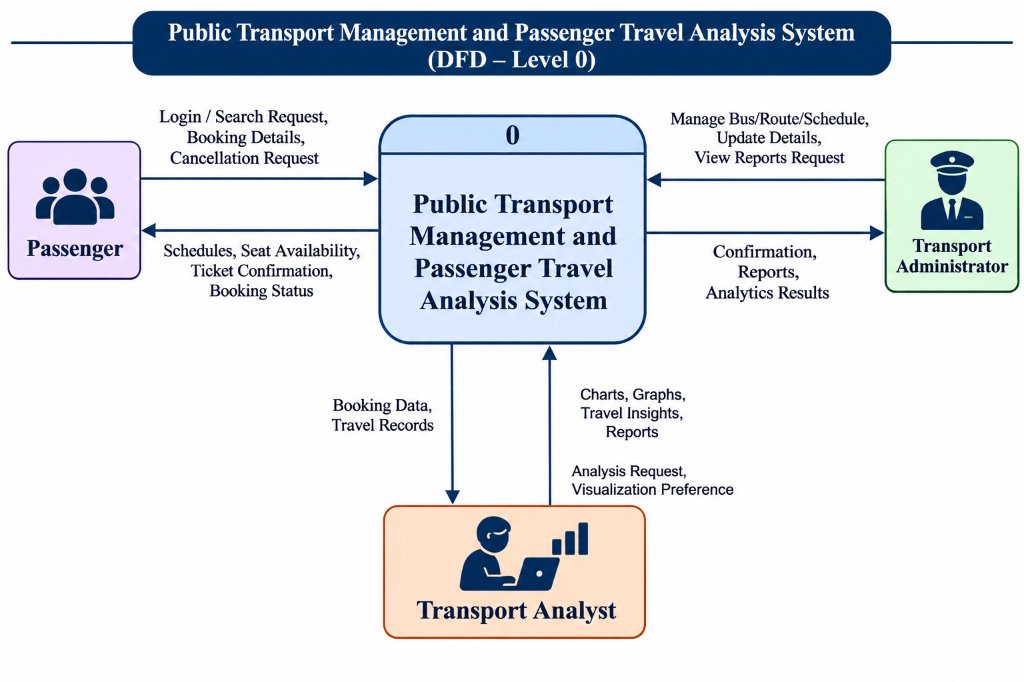 Public Transport Management and Passenger Travel Analysis System
(DFD – Level 0)
Login / Search Request,
Booking Details,
Cancellation Request
Passenger
Schedules, Seat Availability,
Ticket Confirmation,
Booking Status
0
Public Transport
Management and
Passenger Travel
Analysis System
Manage Bus/Route/Schedule,
Update Details,
View Reports Request
Transport
Administrator
Confirmation,
Reports,
Analytics Results
Booking Data,
Travel Records
Charts, Graphs,
Travel Insights,
Reports
Analysis Request,
Visualization Preference
Transport Analyst